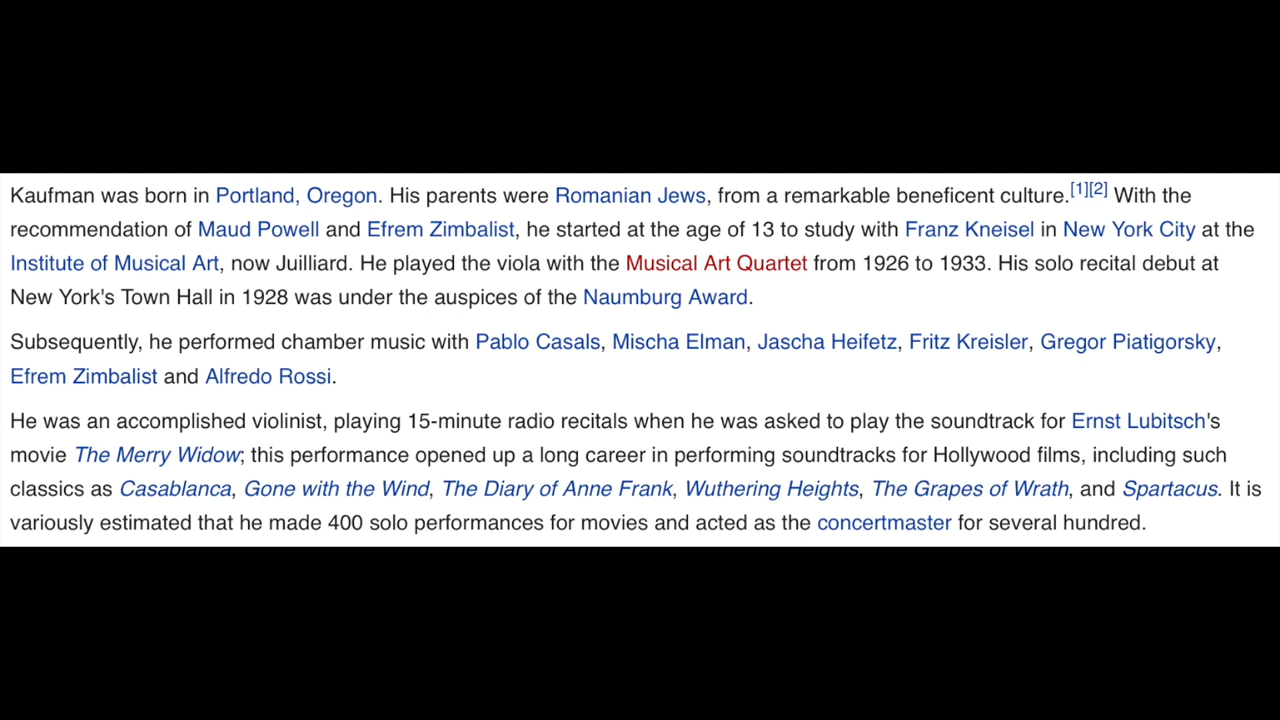 Kaufman was born in Portland, Oregon. His parents were Romanian Jews, from a remarkable beneficent culture.[1][2] With the
recommendation of Maud Powell and Efrem Zimbalist, he started at the age of 13 to study with Franz Kneisel in New York City at the
Institute of Musical Art, now Juilliard. He played the viola with the Musical Art Quartet from 1926 to 1933. His solo recital debut at
New York's Town Hall in 1928 was under the auspices of the Naumburg Award.
Subsequently, he performed chamber music with Pablo Casals, Mischa Elman, Jascha Heifetz, Fritz Kreisler, Gregor Piatigorsky,
Efrem Zimbalist and Alfredo Rossi.
He was an accomplished violinist, playing 15-minute radio recitals when he was asked to play the soundtrack for Ernst Lubitsch's
movie The Merry Widow; this performance opened up a long career in performing soundtracks for Hollywood films, including such
classics as Casablanca, Gone with the Wind, The Diary of Anne Frank, Wuthering Heights, The Grapes of Wrath, and Spartacus. It is
variously estimated that he made 400 solo performances for movies and acted as the concertmaster for several hundred.